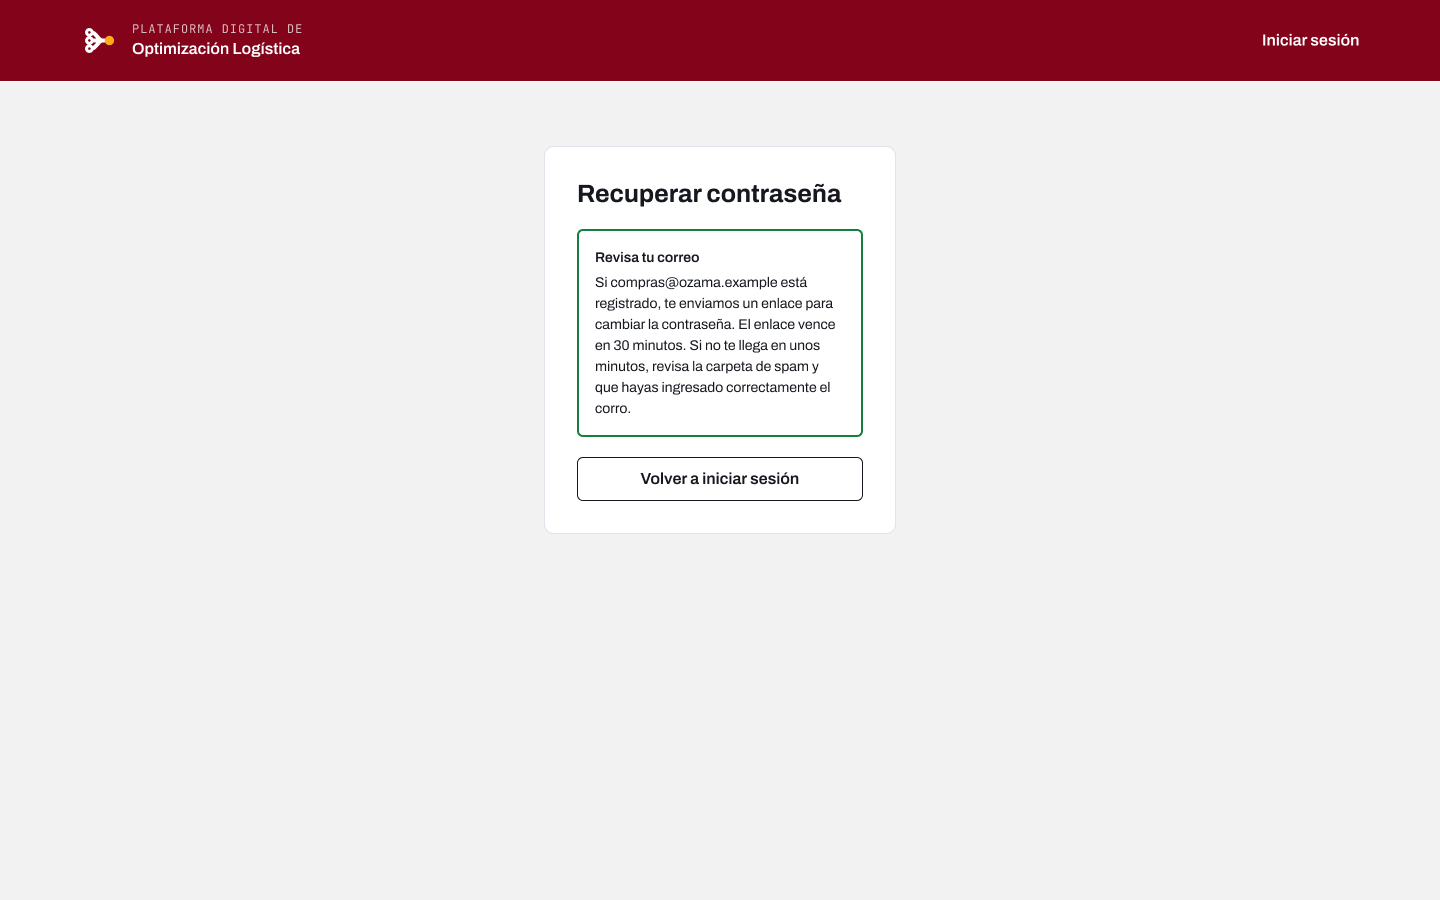 PLATAFORMA DIGITAL DE
Optimización Logística
Iniciar sesión
Recuperar contraseña
Revisa tu correo
Si compras@ozama.example está
registrado, te enviamos un enlace para
cambiar la contraseña. El enlace vence
en 30 minutos. Si no te llega en unos
minutos, revisa la carpeta de spam y
que hayas ingresado correctamente el
corro.
Volver a iniciar sesión